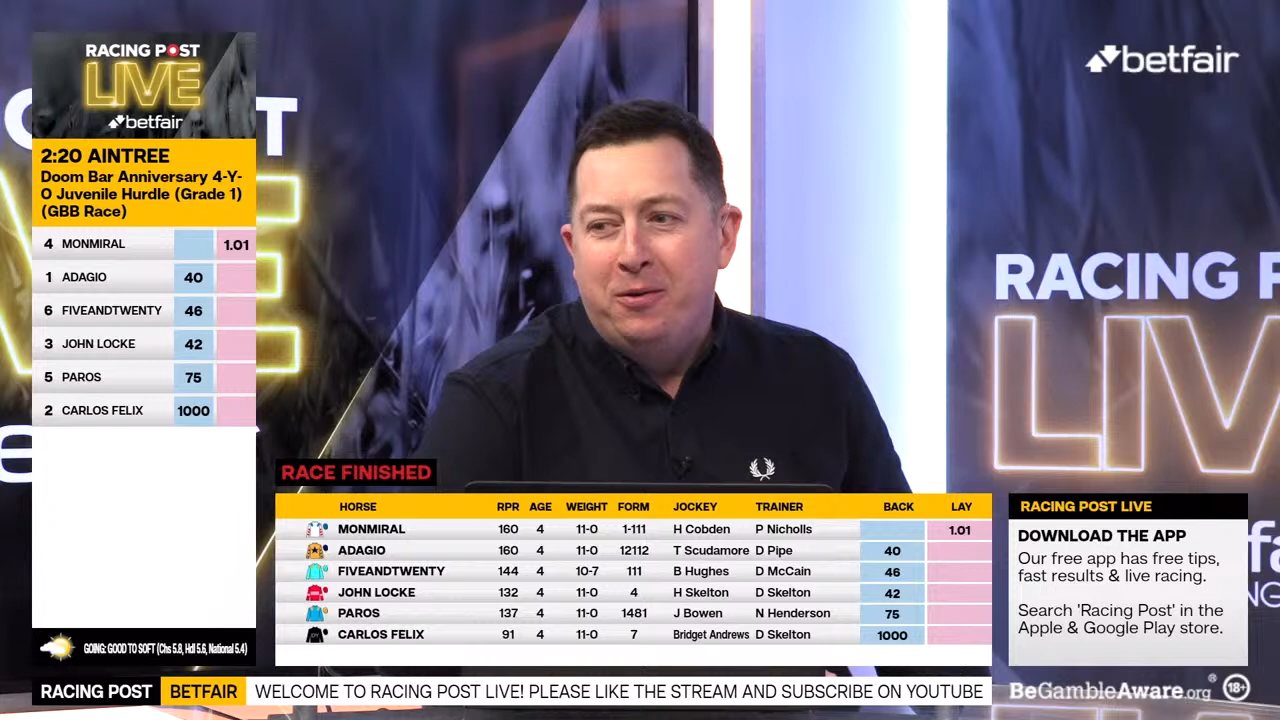 RACING POST
LIVE
betfair
2:20 AINTREE
Doom Bar Anniversary 4-Y-
O Juvenile Hurdle (Grade 1)
(GBB Race)
4 MONMIRAL 1.01
1 ADAGIO 40
6 FIVEANDTWENTY 46
3 JOHN LOCKE 42
5 PAROS 75
2 CARLOS FELIX 1000
GOING: GOOD TO SOFT (Chs 5.8, Hdl 5.6, National 5.4)
betfair
RACING P
LIV
RACE FINISHED
HORSE RPR AGE WEIGHT FORM JOCKEY TRAINER BACK LAY
MONMIRAL 160 4 11-0 1-111 H Cobden P Nicholls 1.01
ADAGIO 160 4 11-0 12112 T Scudamore D Pipe 40
FIVEANDTWENTY 144 4 10-7 111 B Hughes D McCain 46
JOHN LOCKE 132 4 11-0 4 H Skelton D Skelton 42
PAROS 137 4 11-0 1481 J Bowen N Henderson 75
CARLOS FELIX 91 4 11-0 7 Bridget Andrews D Skelton 1000
RACING POST LIVE
DOWNLOAD THE APP
Our free app has free tips,
fast results & live racing.
Search 'Racing Post' in the
Apple & Google Play store.
RACING POST BETFAIR WELCOME TO RACING POST LIVE! PLEASE LIKE THE STREAM AND SUBSCRIBE ON YOUTUBE
BeGambleAware.org ® 18+